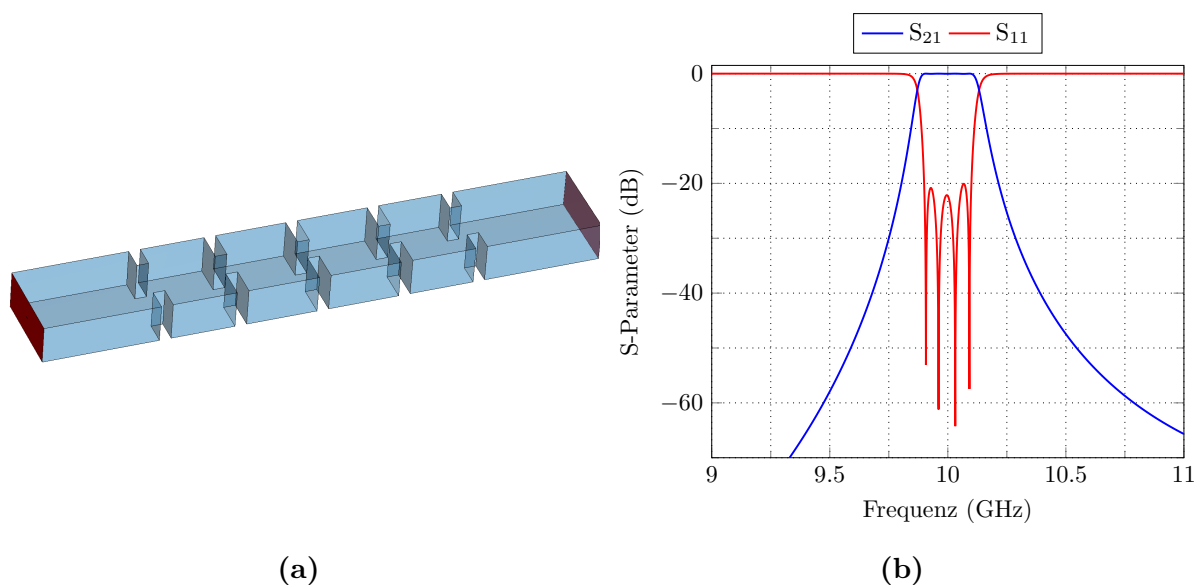 S21 S11
0
−20
−40
−60
S-Parameter (dB)
9 9.5 10 10.5 11
Frequenz (GHz)
(a) (b)